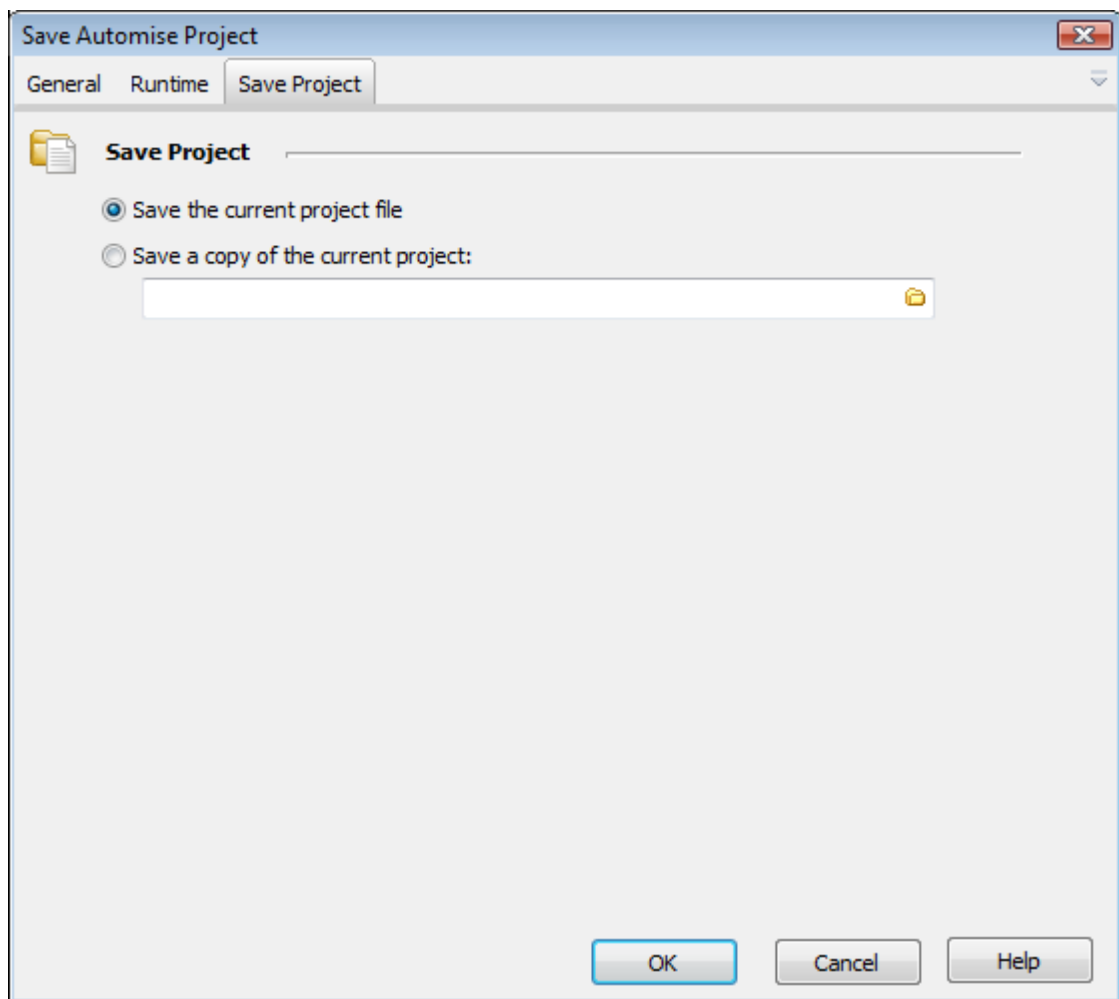 Save Automise Project
General Runtime Save Project
Save Project
Save the current project file
Save a copy of the current project:
OK Cancel Help